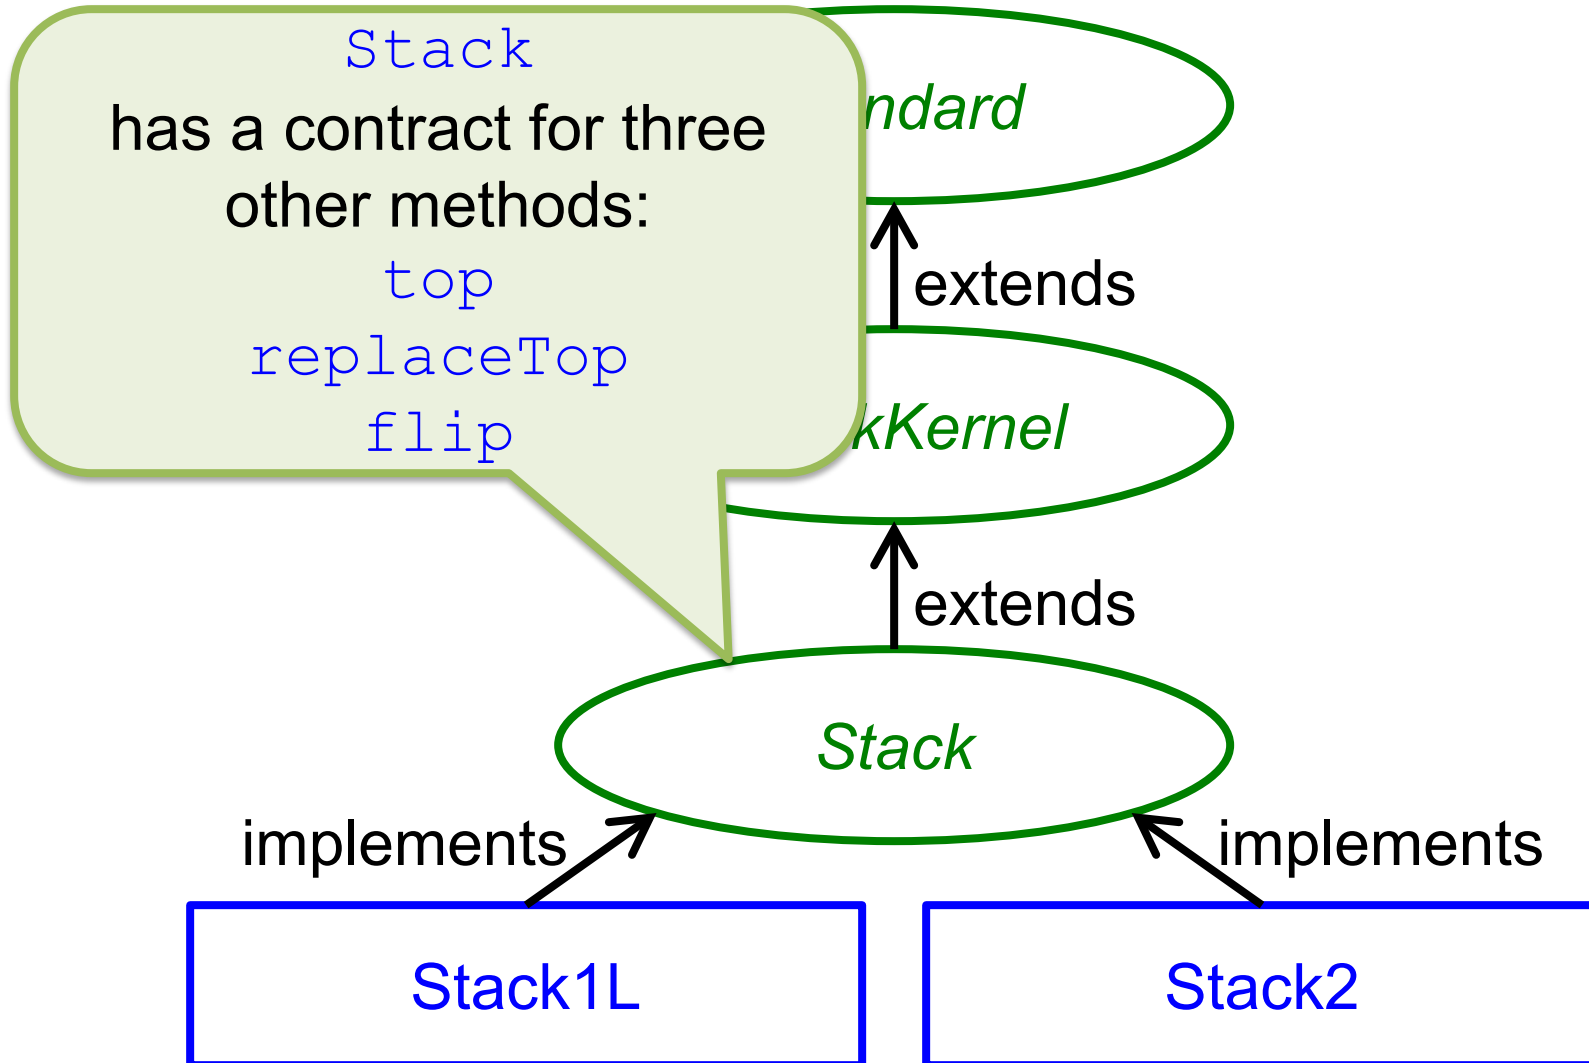 Stack
has a contract for three
other methods:
top
replaceTop
flip
ndard
extends
kKernel
extends
Stack
implements
implements
Stack1L
Stack2